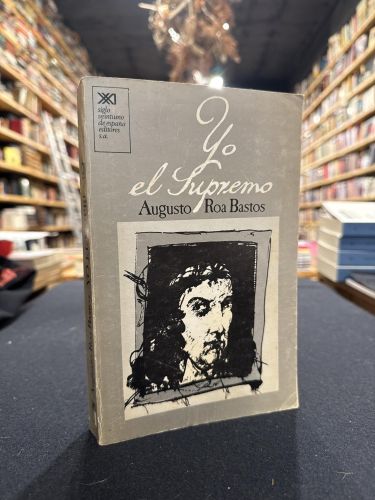 XXI
siglo
veintiuno
de españa
editores
s.a.
Yo
el Supremo
Augusto Roa Bastos